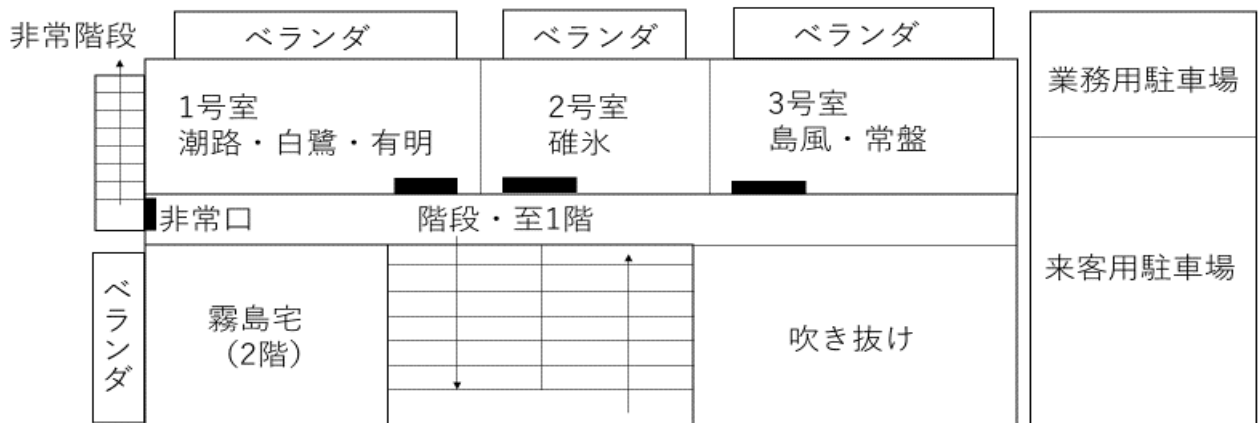 非常階段
ベランダ
ベランダ
ベランダ
業務用駐車場
1号室
潮路・白鷺・有明
2号室
碓氷
3号室
島風・常盤
非常口
階段・至1階
来客用駐車場
ベランダ
霧島宅
(2階)
吹き抜け